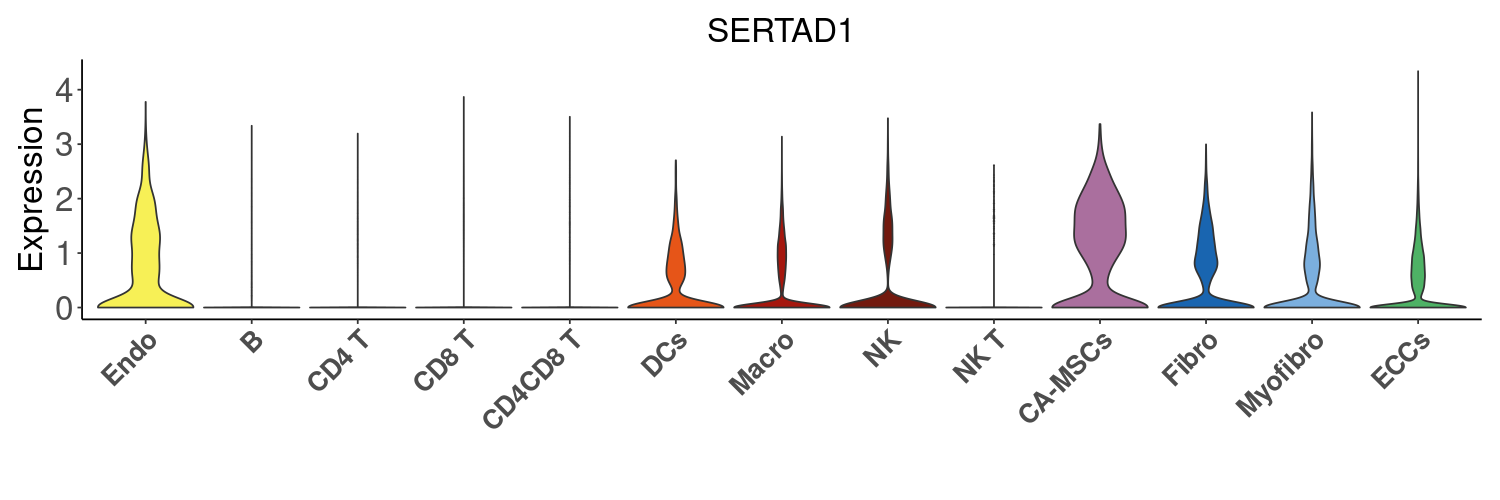 SERTAD1
Expression
4
3
2
1
0
Endo
B
CD4 T
CD8 T
CD4CD8 T
DCs
Macro
NK
NK T
CA-MSCs
Fibro
Myofibro
ECCs